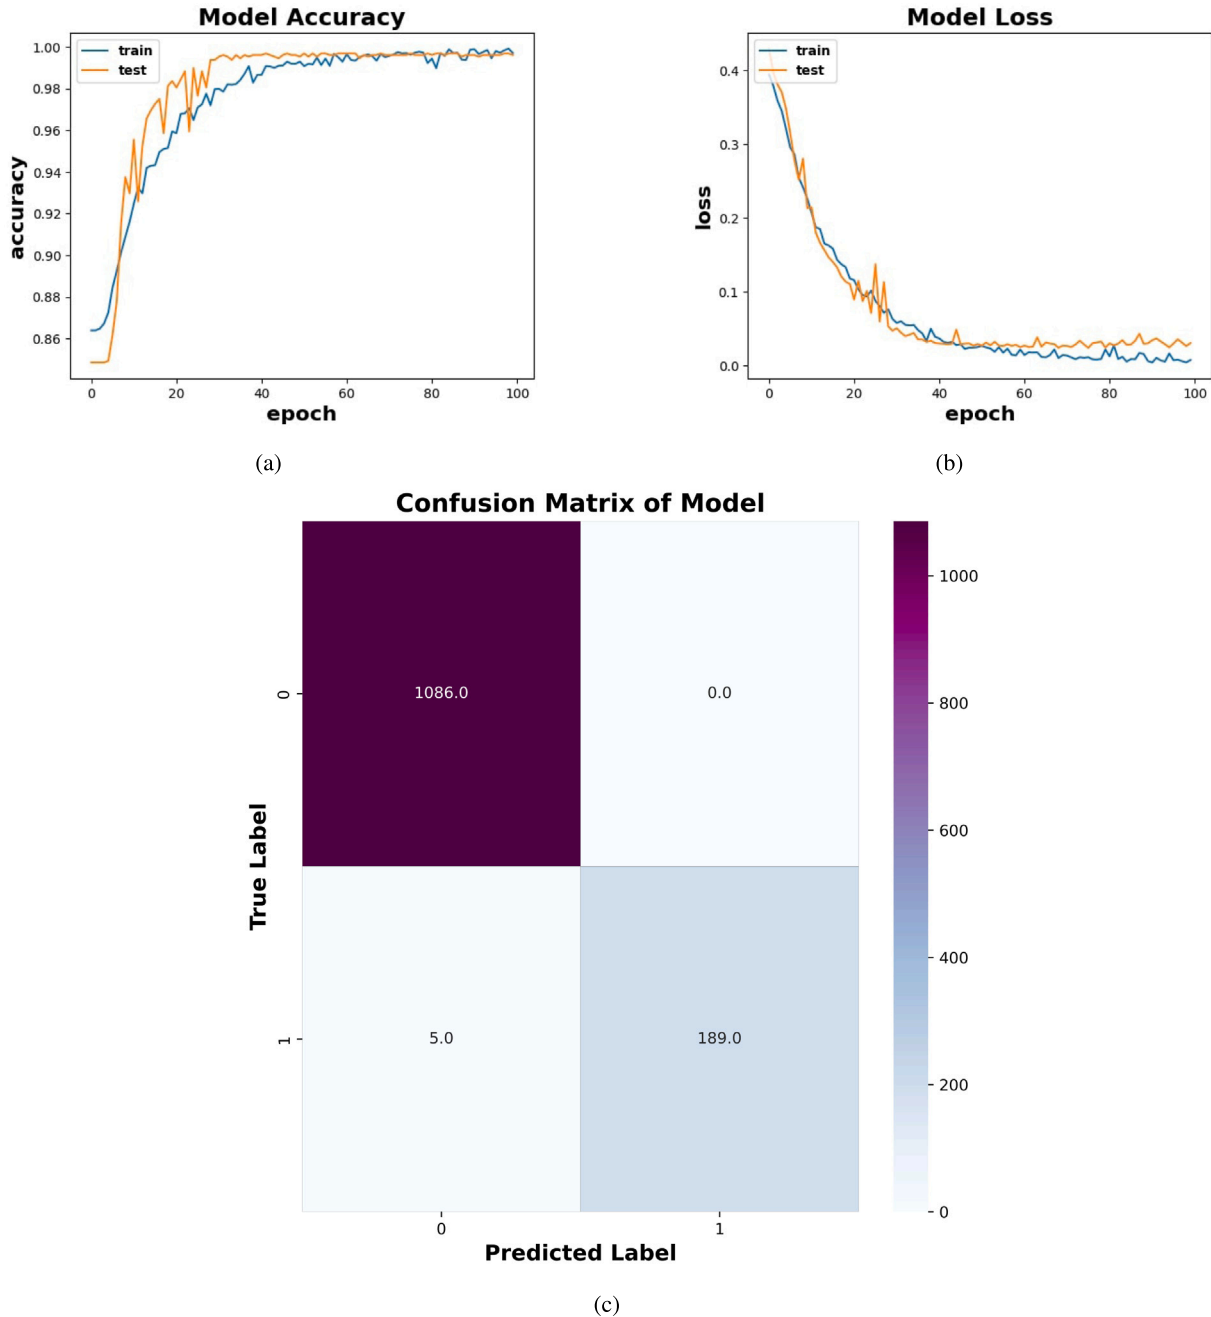 Model Accuracy
train
test
1.00
0.98
0.96
0.94
0.92
0.90
0.88
0.86
accuracy
0 20 40 60 80 100
epoch
(a)
Model Loss
train
test
0.4
0.3
0.2
0.1
0.0
loss
0 20 40 60 80 100
epoch
(b)
Confusion Matrix of Model
1086.0 0.0
5.0 189.0
0
1
True Label
0 1
Predicted Label
1000
800
600
400
200
0
(c)